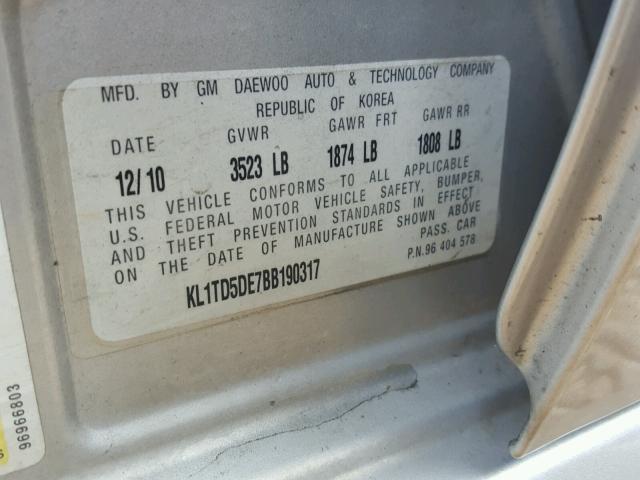 MFD. BY GM DAEWOO AUTO & TECHNOLOGY COMPANY
REPUBLIC OF KOREA
DATE GVWR GAWR FRT GAWR RR
12/10 3523 LB 1874 LB 1808 LB
THIS VEHICLE CONFORMS TO ALL APPLICABLE
U.S. FEDERAL MOTOR VEHICLE SAFETY, BUMPER,
AND THEFT PREVENTION STANDARDS IN EFFECT
ON THE DATE OF MANUFACTURE SHOWN ABOVE
PASS. CAR
KL1TD5DE7BB190317
P.N.96 404 578
96966803